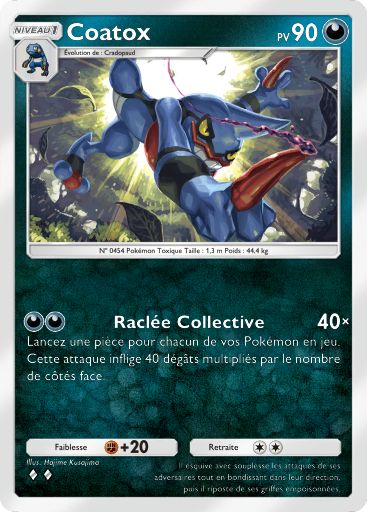 NIVEAU 1
Coatox
PV 90
Évolution de : Cradopaud
N° 0454 Pokémon Toxique Taille : 1,3 m Poids : 44,4 kg
Raclée Collective 40×
Lancez une pièce pour chacun de vos Pokémon en jeu.
Cette attaque inflige 40 dégâts multipliés par le nombre
de côtés face.
Faiblesse +20
Retraite
Illus. Hajime Kusajima
Il esquive avec souplesse les attaques de ses
adversaires tout en bondissant dans leur direction,
puis il riposte de ses griffes empoisonnées.